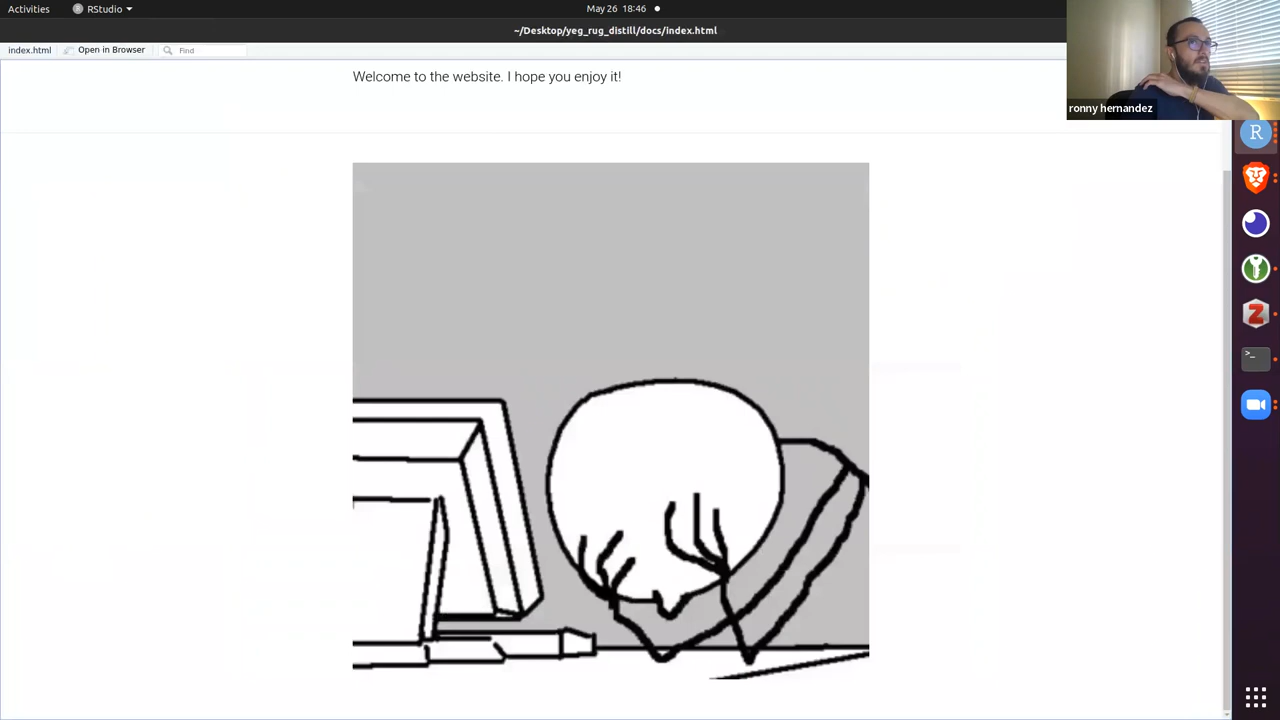 Activities
RStudio
May 26 18:46
~/Desktop/yeg_rug_distill/docs/index.html
index.html
Open in Browser
Find
Welcome to the website. I hope you enjoy it!
ronny hernandez
R
Z
>_